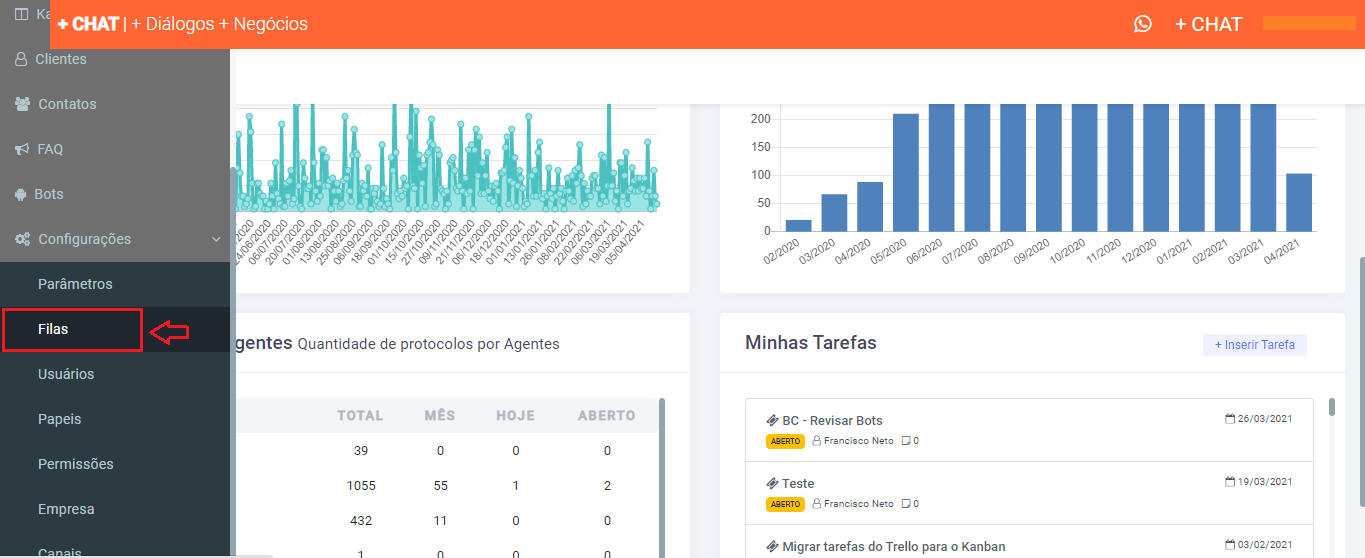 Ka
+ CHAT | + Diálogos + Negócios
+ CHAT
Clientes
Contatos
FAQ
Bots
Configurações
Parâmetros
Filas
Usuários
Papeis
Permissões
Empresa
Canais
24/06/2020
06/07/2020
20/07/2020
01/08/2020
13/08/2020
25/08/2020
06/09/2020
18/09/2020
01/10/2020
15/10/2020
27/10/2020
09/11/2020
21/11/2020
06/12/2020
18/12/2020
01/01/2021
13/01/2021
26/01/2021
08/02/2021
22/02/2021
06/03/2021
19/03/2021
05/04/2021
200
150
100
50
0
02/2020
03/2020
04/2020
05/2020
06/2020
07/2020
08/2020
09/2020
10/2020
11/2020
12/2020
01/2021
02/2021
03/2021
04/2021
gentes Quantidade de protocolos por Agentes
TOTAL MÊS HOJE ABERTO
39 0 0 0
1055 55 1 2
432 11 0 0
1 0 0 0
Minhas Tarefas
+ Inserir Tarefa
BC - Revisar Bots
26/03/2021
ABERTO Francisco Neto 0
Teste
19/03/2021
ABERTO Francisco Neto 0
Migrar tarefas do Trello para o Kanban
03/02/2021